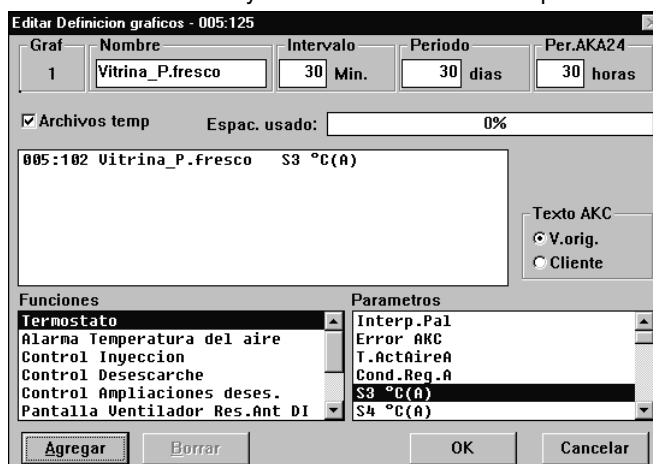 Editar Definicion graficos - 005:125
Graf Nombre Intervalo Periodo Per.AKA24
1 Vitrina_P.fresco 30 Min. 30 dias 30 horas
Archivos temp Espac. usado: 0%
005:102 Vitrina_P.fresco S3 °C(A)
Texto AKC
V.orig.
Cliente
Funciones
Termostato
Alarma Temperatura del aire
Control Inyeccion
Control Desescarche
Control Ampliaciones deses.
Pantalla Ventilador Res.Ant DI
Parametros
Interp.Pal
Error AKC
T.ActAireA
Cond.Reg.A
S3 °C(A)
S4 °C(A)
Agregar Borrar OK Cancelar